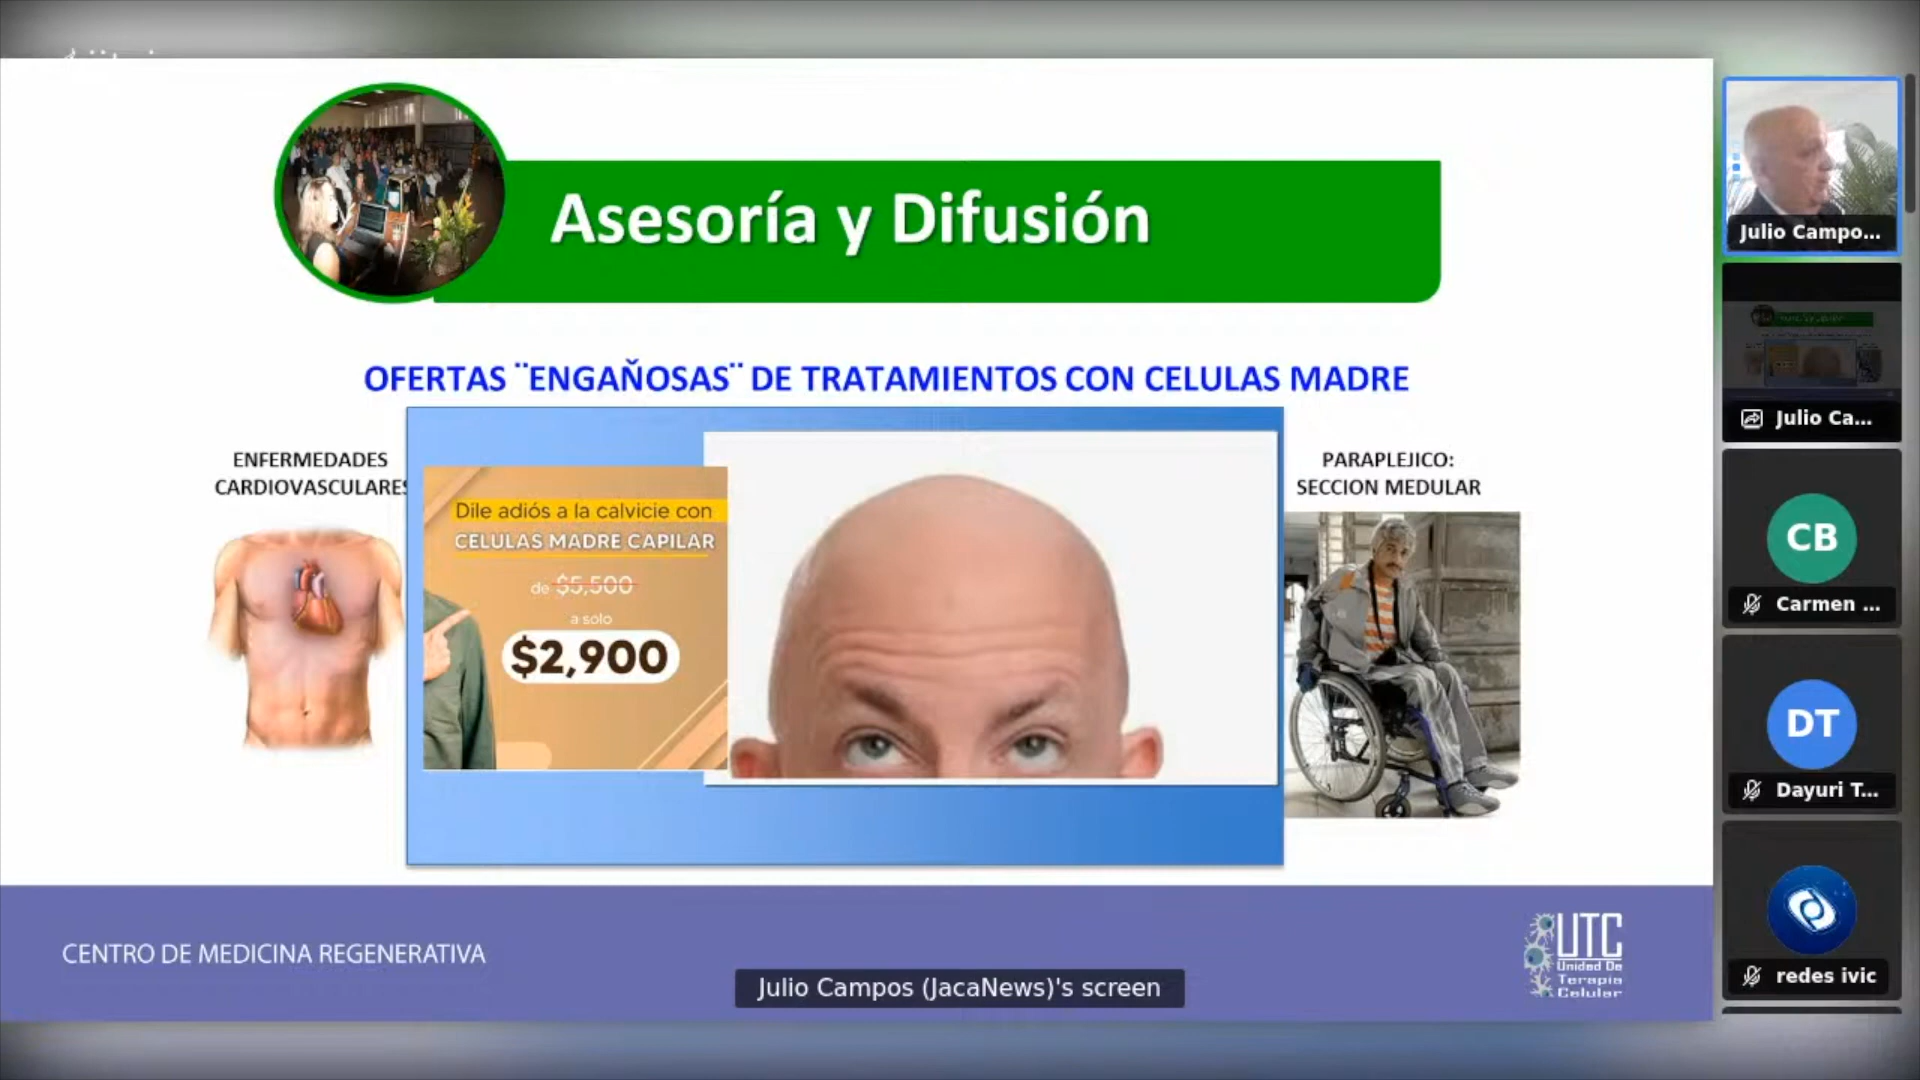 Asesoría y Difusión
OFERTAS ¨ENGAÑOSAS¨ DE TRATAMIENTOS CON CELULAS MADRE
ENFERMEDADES
CARDIOVASCULARES
Dile adiós a la calvicie con
CELULAS MADRE CAPILAR
de $5,500
a sólo
$2,900
PARAPLEJICO:
SECCION MEDULAR
CENTRO DE MEDICINA REGENERATIVA
UTC
Unidad De
Terapia
Celular
Julio Campos (JacaNews)'s screen
Julio Campo...
Julio Ca...
CB
Carmen ...
DT
Dayuri T...
redes ivic